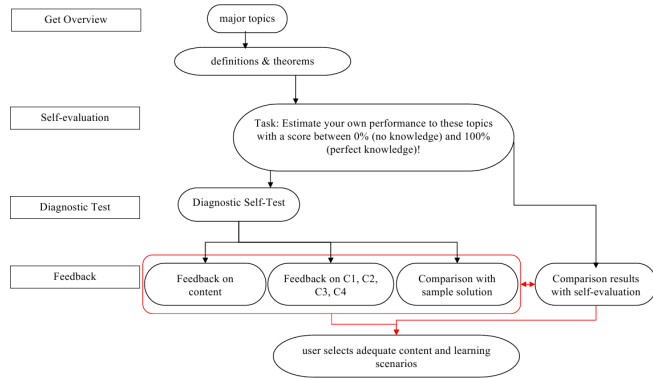 Get Overview
major topics
definitions & theorems
Self-evaluation
Task: Estimate your own performance to these topics
with a score between 0% (no knowledge) and 100%
(perfect knowledge)!
Diagnostic Test
Diagnostic Self-Test
Feedback
Feedback on
content
Feedback on C1, C2,
C3, C4
Comparison with
sample solution
Comparison results
with self-evaluation
user selects adequate content and learning
scenarios